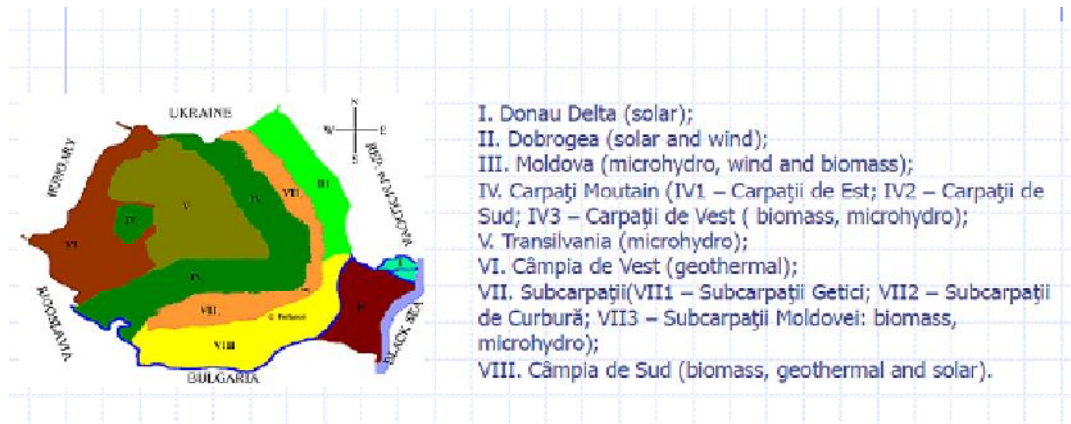 UKRAINE
HUNGARY
REP. of MOLDOVA
W
E
III
VII
IV
V
IV
VI
I
IV
II
VII
VIII
BLACK SEA
BULGARIA
I. Donau Delta (solar);
II. Dobrogea (solar and wind);
III. Moldova (microhydro, wind and biomass);
IV. Carpaţi Moutain (IV1 – Carpaţii de Est; IV2 – Carpaţii de
Sud; IV3 – Carpaţii de Vest ( biomass, microhydro);
V. Transilvania (microhydro);
VI. Câmpia de Vest (geothermal);
VII. Subcarpaţii(VII1 – Subcarpaţii Getici; VII2 – Subcarpaţii
de Curbură; VII3 – Subcarpaţii Moldovei: biomass,
microhydro);
VIII. Câmpia de Sud (biomass, geothermal and solar).